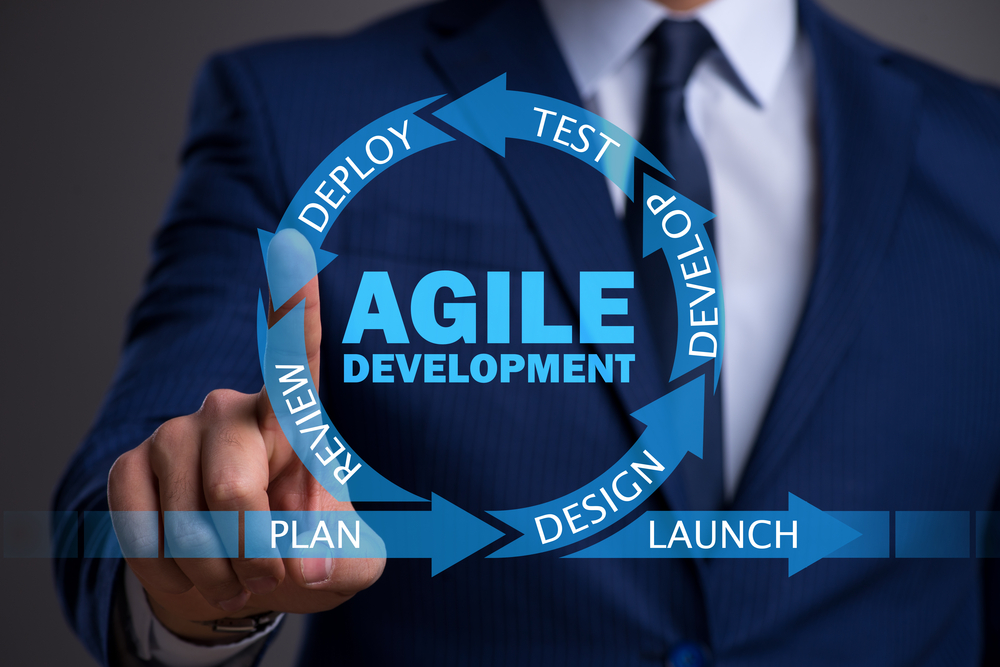 AGILE
DEVELOPMENT
PLAN
DESIGN
DEVELOP
TEST
DEPLOY
REVIEW
LAUNCH